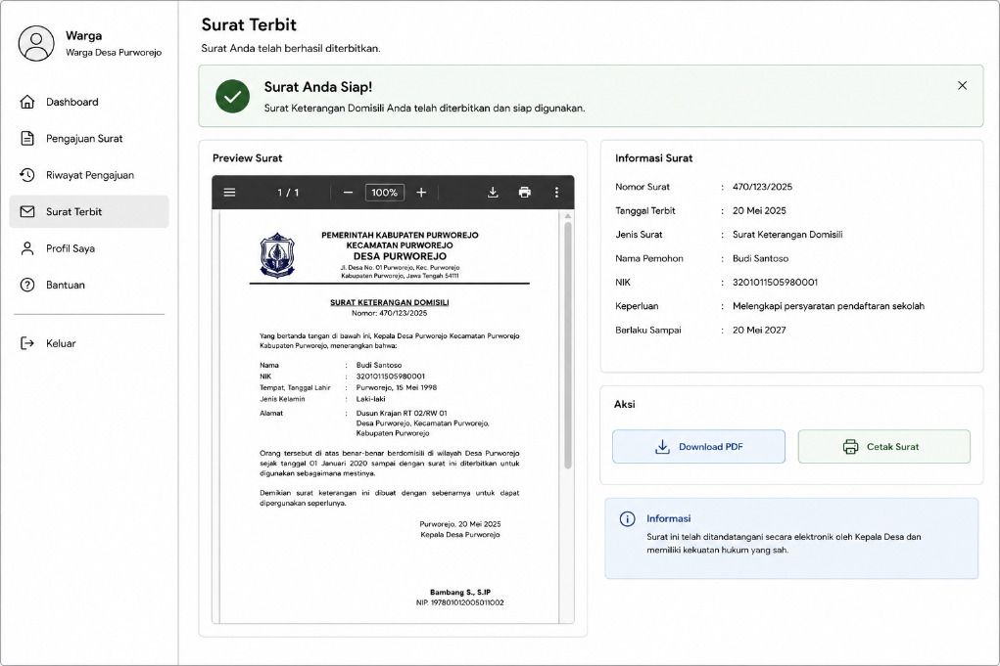 Warga
Warga Desa Purworejo
Dashboard
Pengajuan Surat
Riwayat Pengajuan
Surat Terbit
Profil Saya
Bantuan
Keluar
Surat Terbit
Surat Anda telah berhasil diterbitkan.
Surat Anda Siap!
Surat Keterangan Domisili Anda telah diterbitkan dan siap digunakan.
Preview Surat
1 / 1
100%
PEMERINTAH KABUPATEN PURWOREJO
KECAMATAN PURWOREJO
DESA PURWOREJO
Jl. Desa No. 01 Purworejo, Kec. Purworejo
Kabupaten Purworejo, Jawa Tengah 54111
SURAT KETERANGAN DOMISILI
Nomor: 470/123/2025
Yang bertanda tangan di bawah ini, Kepala Desa Purworejo Kecamatan Purworejo
Kabupaten Purworejo, menerangkan bahwa:
Nama : Budi Santoso
NIK : 3201011505980001
Tempat, Tanggal Lahir : Purworejo, 15 Mei 1998
Jenis Kelamin : Laki-laki
Alamat : Dusun Krajan RT 02/RW 01
Desa Purworejo, Kecamatan Purworejo,
Kabupaten Purworejo
Orang tersebut di atas benar-benar berdomisili di wilayah Desa Purworejo
sejak tanggal 01 Januari 2020 sampai dengan surat ini diterbitkan untuk
digunakan sebagaimana mestinya.
Demikian surat keterangan ini dibuat dengan sebenarnya untuk dapat
dipergunakan seperlunya.
Purworejo, 20 Mei 2025
Kepala Desa Purworejo
Bambang S., S.IP
NIP. 197801012005011002
Informasi Surat
Nomor Surat : 470/123/2025
Tanggal Terbit : 20 Mei 2025
Jenis Surat : Surat Keterangan Domisili
Nama Pemohon : Budi Santoso
NIK : 3201011505980001
Keperluan : Melengkapi persyaratan pendaftaran sekolah
Berlaku Sampai : 20 Mei 2027
Aksi
Download PDF
Cetak Surat
Informasi
Surat ini telah ditandatangani secara elektronik oleh Kepala Desa dan
memiliki kekuatan hukum yang sah.